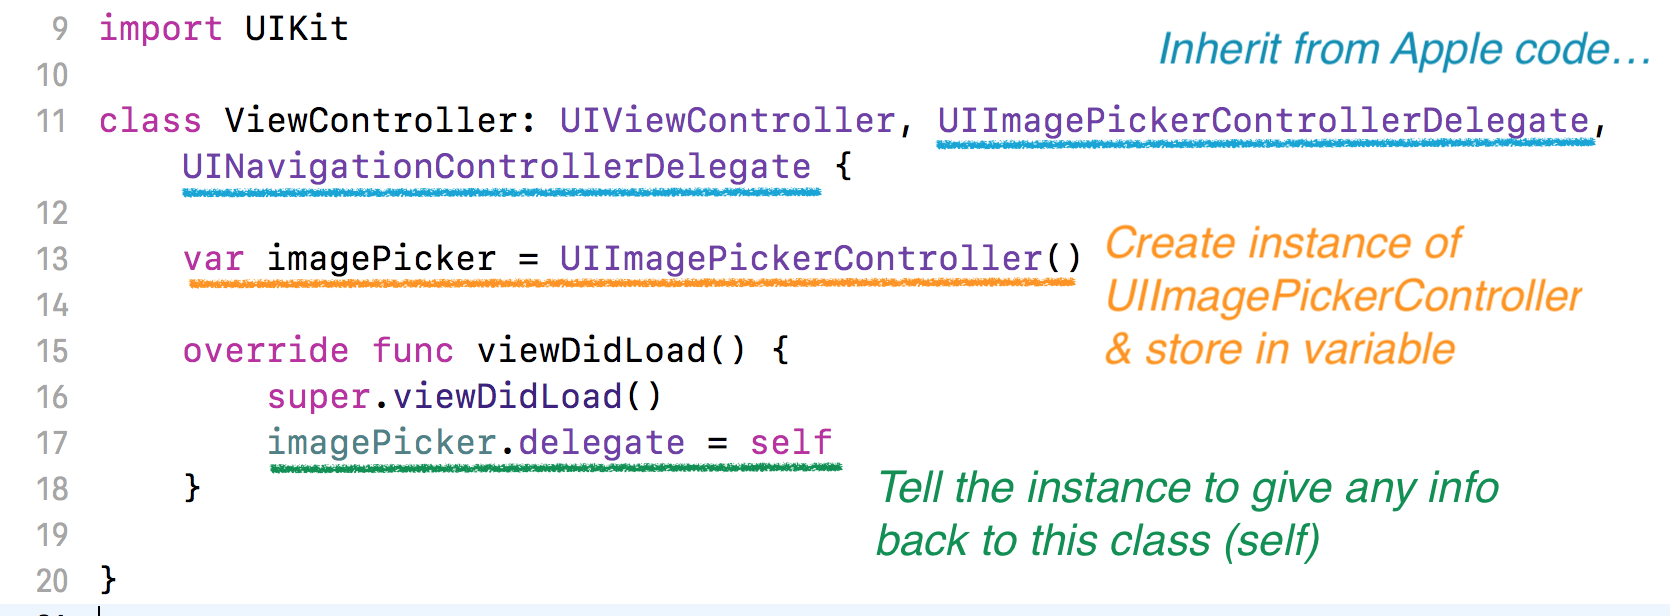 9 import UIKit
Inherit from Apple code...
10
11 class ViewController: UIViewController, UIImagePickerControllerDelegate,
UINavigationControllerDelegate {
12
13 var imagePicker = UIImagePickerController()
Create instance of
UIImagePickerController
& store in variable
14
15 override func viewDidLoad() {
16 super.viewDidLoad()
17 imagePicker.delegate = self
18 }
Tell the instance to give any info
back to this class (self)
19
20 }